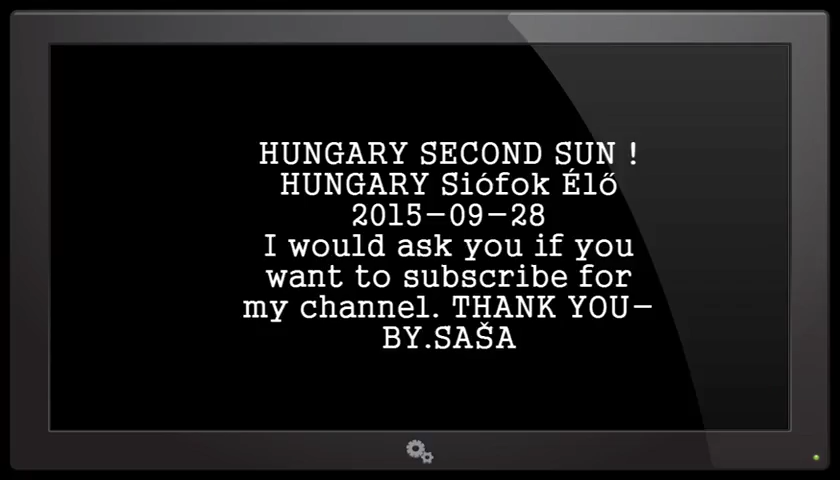 HUNGARY SECOND SUN !
HUNGARY Siófok Élő
2015-09-28
I would ask you if you
want to subscribe for
my channel. THANK YOU-
BY.SAŠA